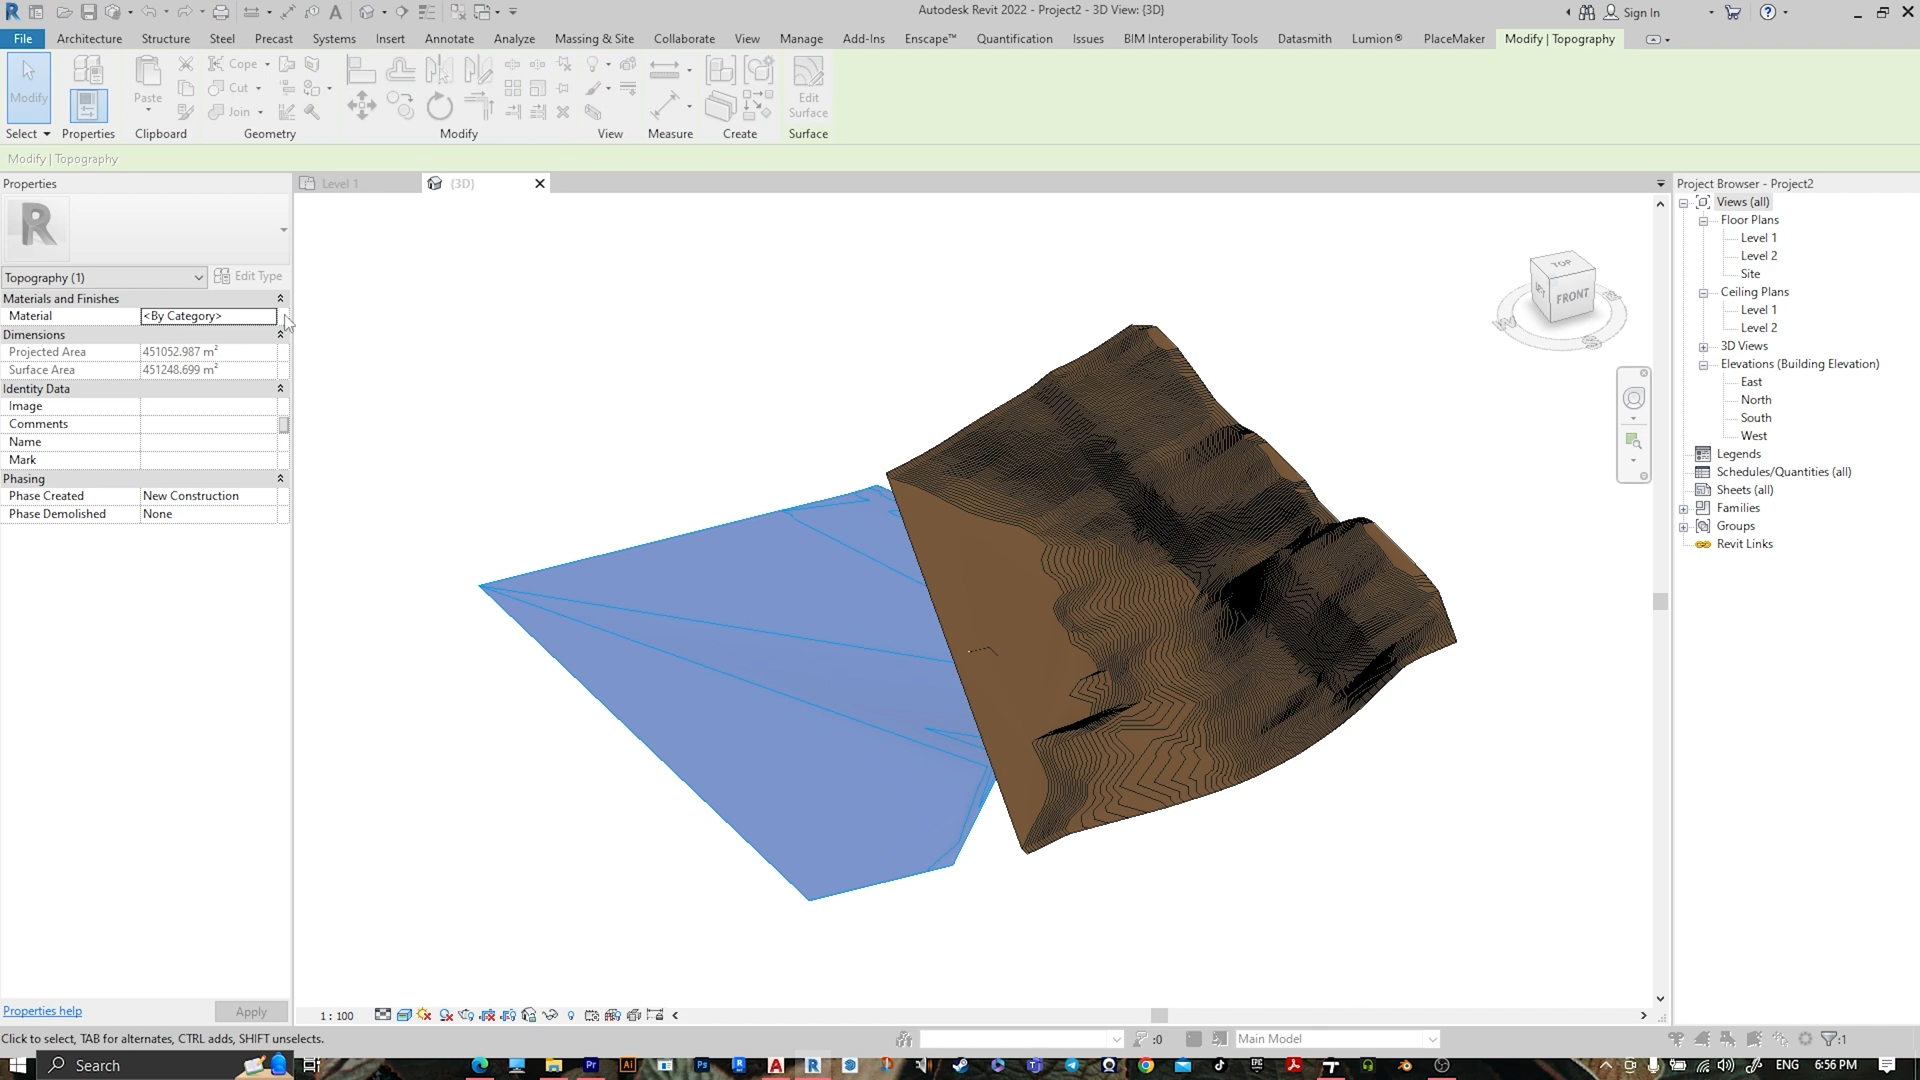 Autodesk Revit 2022 - Project2 - 3D View: {3D}
Sign In
File Architecture Structure Steel Precast Systems Insert Annotate Analyze Massing & Site Collaborate View Manage Add-Ins Enscape™ Quantification Issues BIM Interoperability Tools Datasmith Lumion® PlaceMaker Modify | Topography
Modify
Paste
Cope
Cut
Join
Edit
Surface
Select Properties Clipboard Geometry Modify View Measure Create Surface
Modify | Topography
Properties
Level 1
{3D}
Project Browser - Project2
R
Topography (1)
Edit Type
Materials and Finishes
Material <By Category>
Dimensions
Projected Area 451052.987 m²
Surface Area 451248.699 m²
Identity Data
Image
Comments
Name
Mark
Phasing
Phase Created New Construction
Phase Demolished None
TOP
LEFT
FRONT
W
S
Views (all)
Floor Plans
Level 1
Level 2
Site
Ceiling Plans
Level 1
Level 2
3D Views
Elevations (Building Elevation)
East
North
South
West
Legends
Schedules/Quantities (all)
Sheets (all)
Families
Groups
Revit Links
Properties help
Apply
1 : 100
Click to select, TAB for alternates, CTRL adds, SHIFT unselects.
:0
Main Model
:1
Search
ENG
6:56 PM